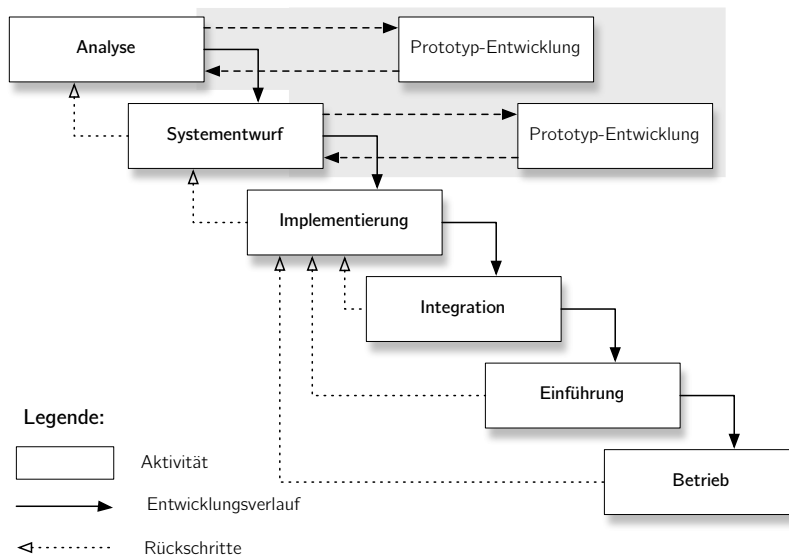 Analyse
Prototyp-Entwicklung
Systementwurf
Prototyp-Entwicklung
Implementierung
Integration
Einführung
Betrieb
Legende:
Aktivität
Entwicklungsverlauf
Rückschritte